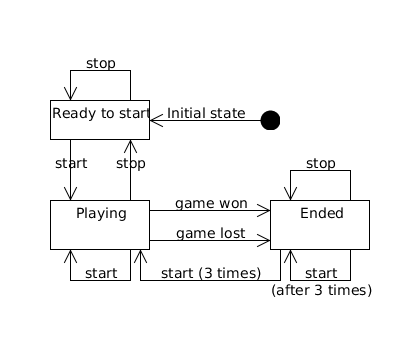 stop
Ready to start
Initial state
start
stop
stop
Playing
game won
Ended
game lost
start
start (3 times)
start
(after 3 times)